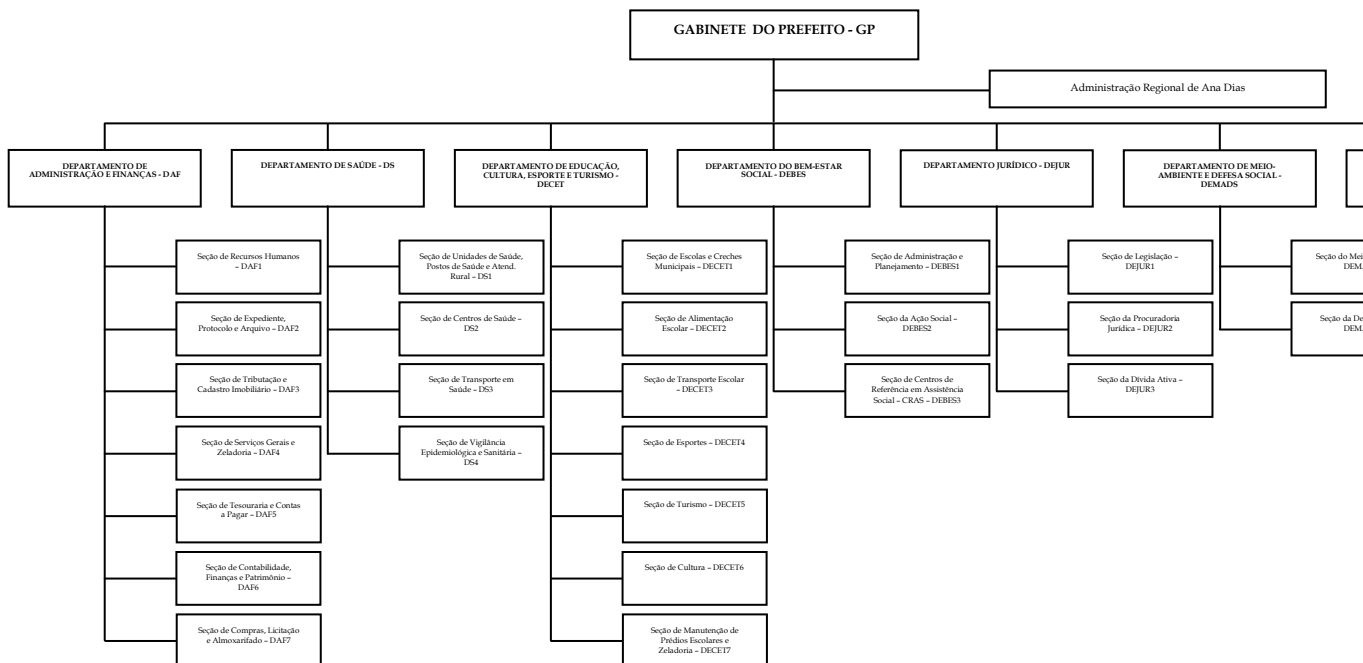 GABINETE DO PREFEITO - GP
Administração Regional de Ana Dias
DEPARTAMENTO DE
ADMINISTRAÇÃO E FINANÇAS - DAF
DEPARTAMENTO DE SAÚDE - DS
DEPARTAMENTO DE EDUCAÇÃO,
CULTURA, ESPORTE E TURISMO -
DECET
DEPARTAMENTO DO BEM-ESTAR
SOCIAL - DEBES
DEPARTAMENTO JURÍDICO - DEJUR
DEPARTAMENTO DE MEIO-
AMBIENTE E DEFESA SOCIAL -
DEMADS
Seção de Recursos Humanos
– DAF1
Seção de Expediente,
Protocolo e Arquivo – DAF2
Seção de Tributação e
Cadastro Imobiliário – DAF3
Seção de Serviços Gerais e
Zeladoria – DAF4
Seção de Tesouraria e Contas
a Pagar – DAF5
Seção de Contabilidade,
Finanças e Patrimônio –
DAF6
Seção de Compras, Licitação
e Almoxarifado – DAF7
Seção de Unidades de Saúde,
Postos de Saúde e Atend.
Rural – DS1
Seção de Centros de Saúde –
DS2
Seção de Transporte em
Saúde – DS3
Seção de Vigilância
Epidemiológica e Sanitária –
DS4
Seção de Escolas e Creches
Municipais – DECET1
Seção de Alimentação
Escolar – DECET2
Seção de Transporte Escolar
– DECET3
Seção de Esportes – DECET4
Seção de Turismo – DECET5
Seção de Cultura – DECET6
Seção de Manutenção de
Prédios Escolares e
Zeladoria – DECET7
Seção de Administração e
Planejamento – DEBES1
Seção da Ação Social –
DEBES2
Seção de Centros de
Referência em Assistência
Social – CRAS – DEBES3
Seção de Legislação –
DEJUR1
Seção da Procuradoria
Jurídica – DEJUR2
Seção da Dívida Ativa –
DEJUR3
Seção do Mei
DEM
Seção da De
DEM